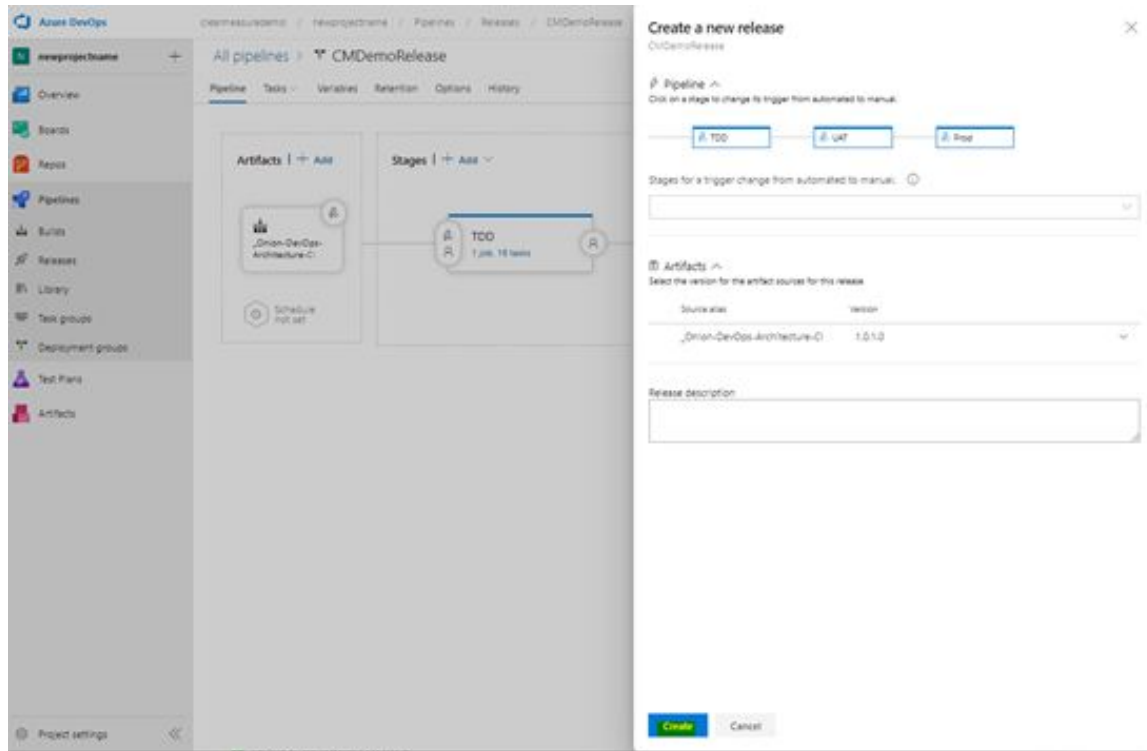 Azure DevOps
clearmeasuredemo / newprojectname / Pipelines / Releases / CMDemoRelease
newprojectname
Overview
Boards
Repos
Pipelines
Builds
Releases
Library
Task groups
Deployment groups
Test Plans
Artifacts
Project settings
All pipelines > CMDemoRelease
Pipeline Tasks Variables Retention Options History
Artifacts | + Add
Stages | + Add
_Onion-DevOps-
Architecture-CI
Schedule
not set
TDD
1 job, 16 tasks
Create a new release
CMDemoRelease
Pipeline
Click on a stage to change its trigger from automated to manual.
TDD
UAT
Prod
Stages for a trigger change from automated to manual.
Artifacts
Select the version for the artifact sources for this release
Source alias Version
_Onion-DevOps-Architecture-CI 1.0.1.0
Release description
Create Cancel